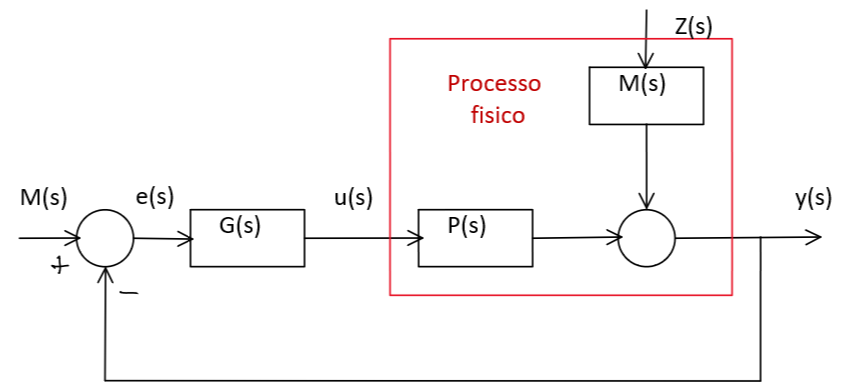 Z(s)
Processo
fisico
M(s)
M(s)
e(s)
G(s)
u(s)
P(s)
y(s)
+
−